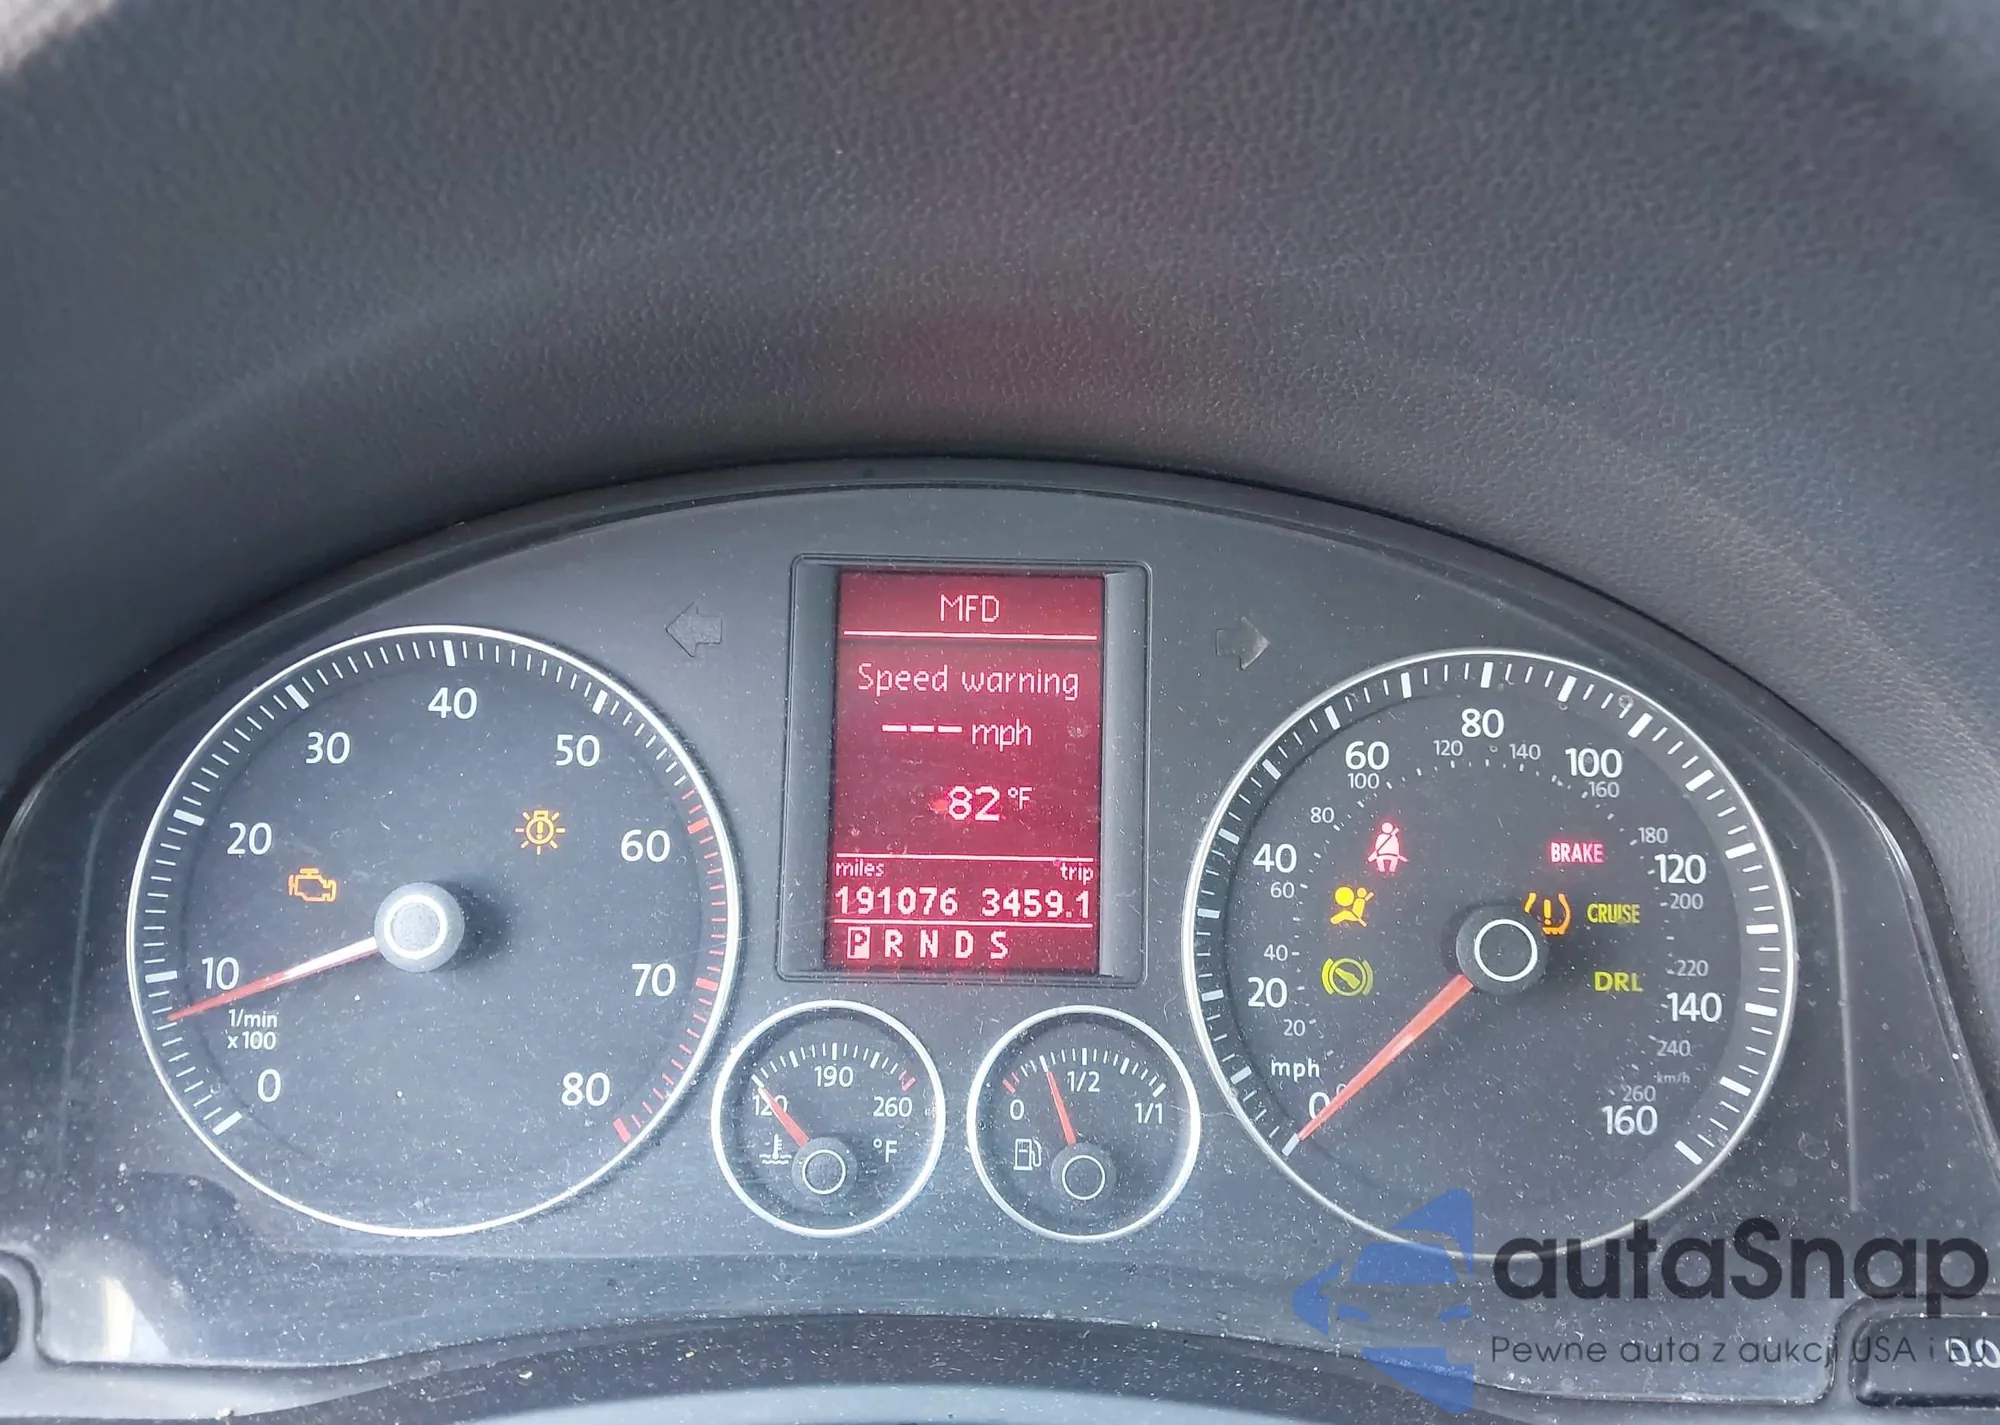 MFD
Speed warning
--- mph
82 °F
miles trip
191076 3459.1
P R N D S
0
10
20
30
40
50
60
70
80
1/min
x100
120
190
260
°F
0
1/2
1/1
0
20
40
60
80
100
120
140
160
mph
20
40
60
80
100
120
140
160
180
200
220
240
260
km/h
BRAKE
CRUISE
DRL
autaSnap
Pewne auta z aukcji USA i EU